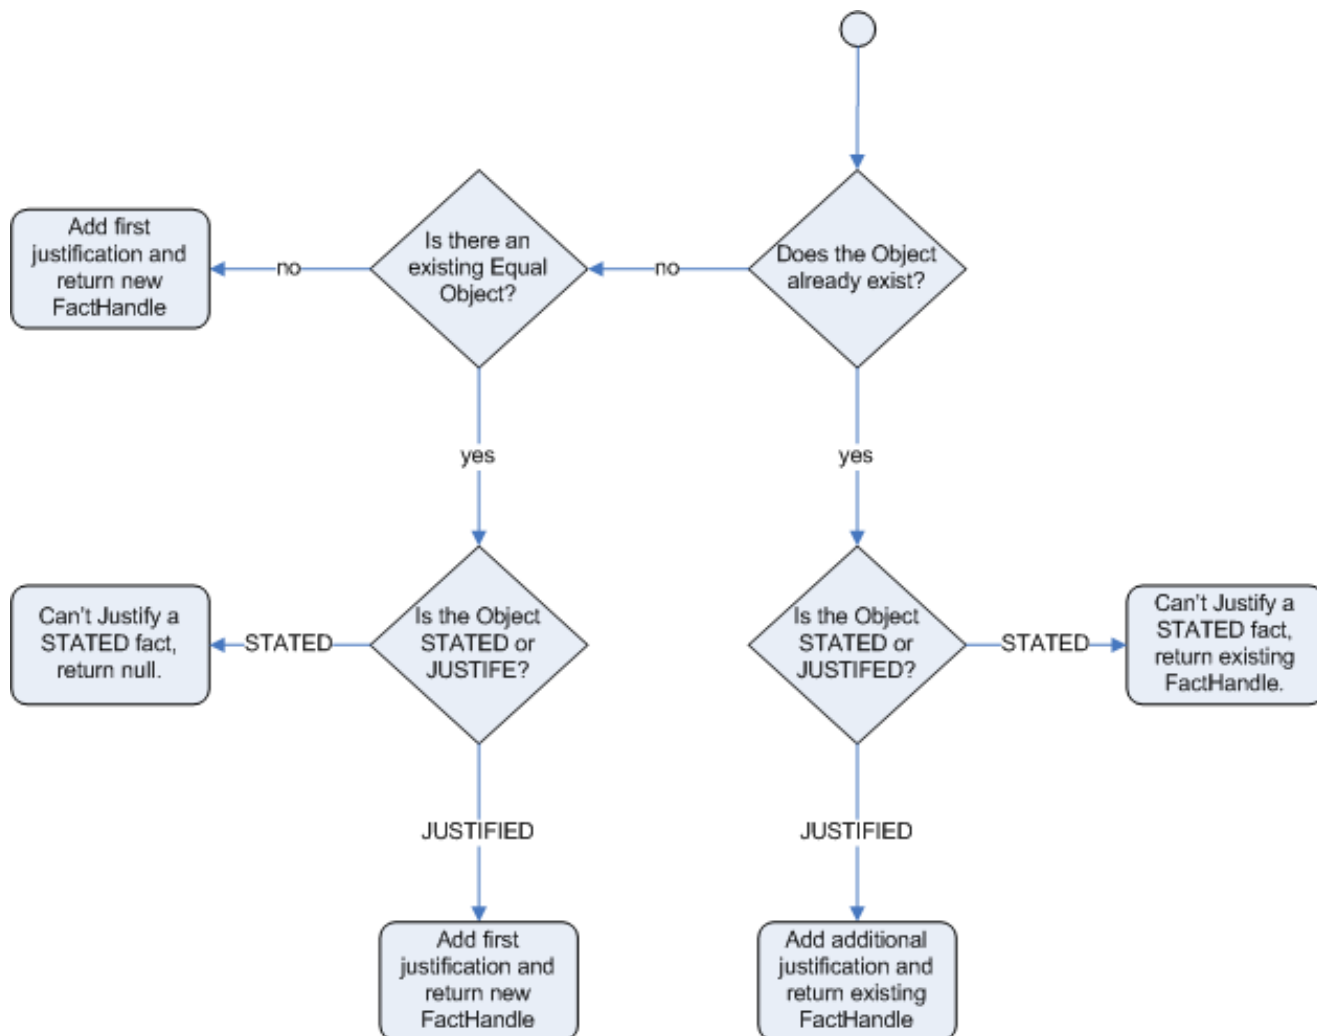 Add first
justification and
return new
FactHandle
no
Is there an
existing Equal
Object?
no
Does the Object
already exist?
yes
yes
Can't Justify a
STATED fact,
return null.
STATED
Is the Object
STATED or
JUSTIFE?
Is the Object
STATED or
JUSTIFED?
STATED
Can't Justify a
STATED fact,
return existing
FactHandle.
JUSTIFIED
JUSTIFIED
Add first
justification and
return new
FactHandle
Add additional
justification and
return existing
FactHandle